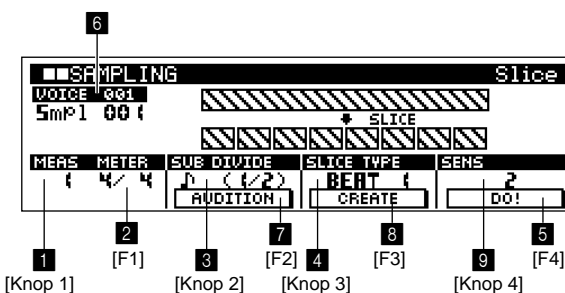 6
■■SAMPLING Slice
VOICE 001
Smpl 001
SLICE
MEAS METER SUB DIVIDE SLICE TYPE SENS
1 4/ 4 ♪ (1/2) BEAT 1 2
AUDITION CREATE DO!
1 2 3 7 4 8 9 5
[F1] [F2] [F3] [F4]
[Knop 1] [Knop 2] [Knop 3] [Knop 4]